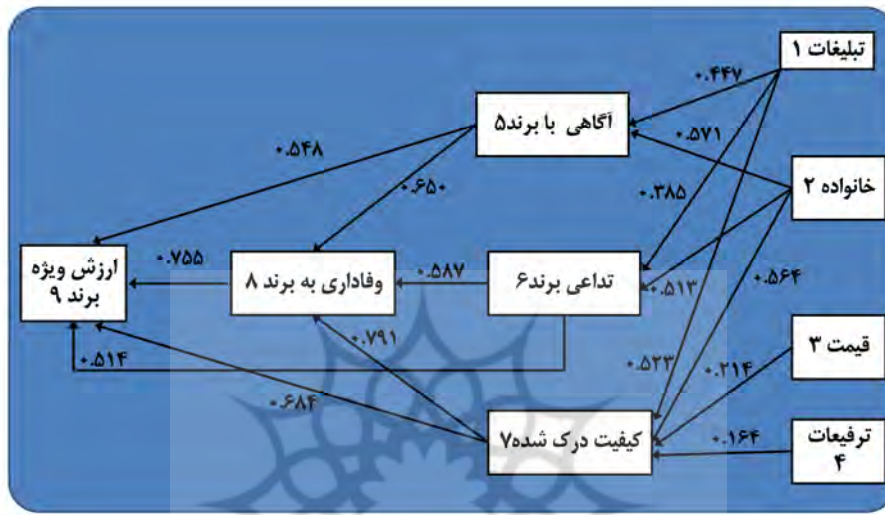 تبلیغات ۱
۰.۴۴۷
آگاهی با برند۵
۰.۵۷۱
۰.۵۴۸
۰.۳۸۵
خانواده ۲
۰.۶۵۰
ارزش ویژه
برند ۹
۰.۷۵۵
وفاداری به برند ۸
۰.۵۸۷
تداعی برند۶
۰.۵۱۳
۰.۵۶۴
۰.۵۱۴
۰.۷۹۱
۰.۵۲۳
قیمت ۳
۰.۲۱۴
۰.۶۸۴
کیفیت درک شده۷
۰.۱۶۴
ترفیعات
۴